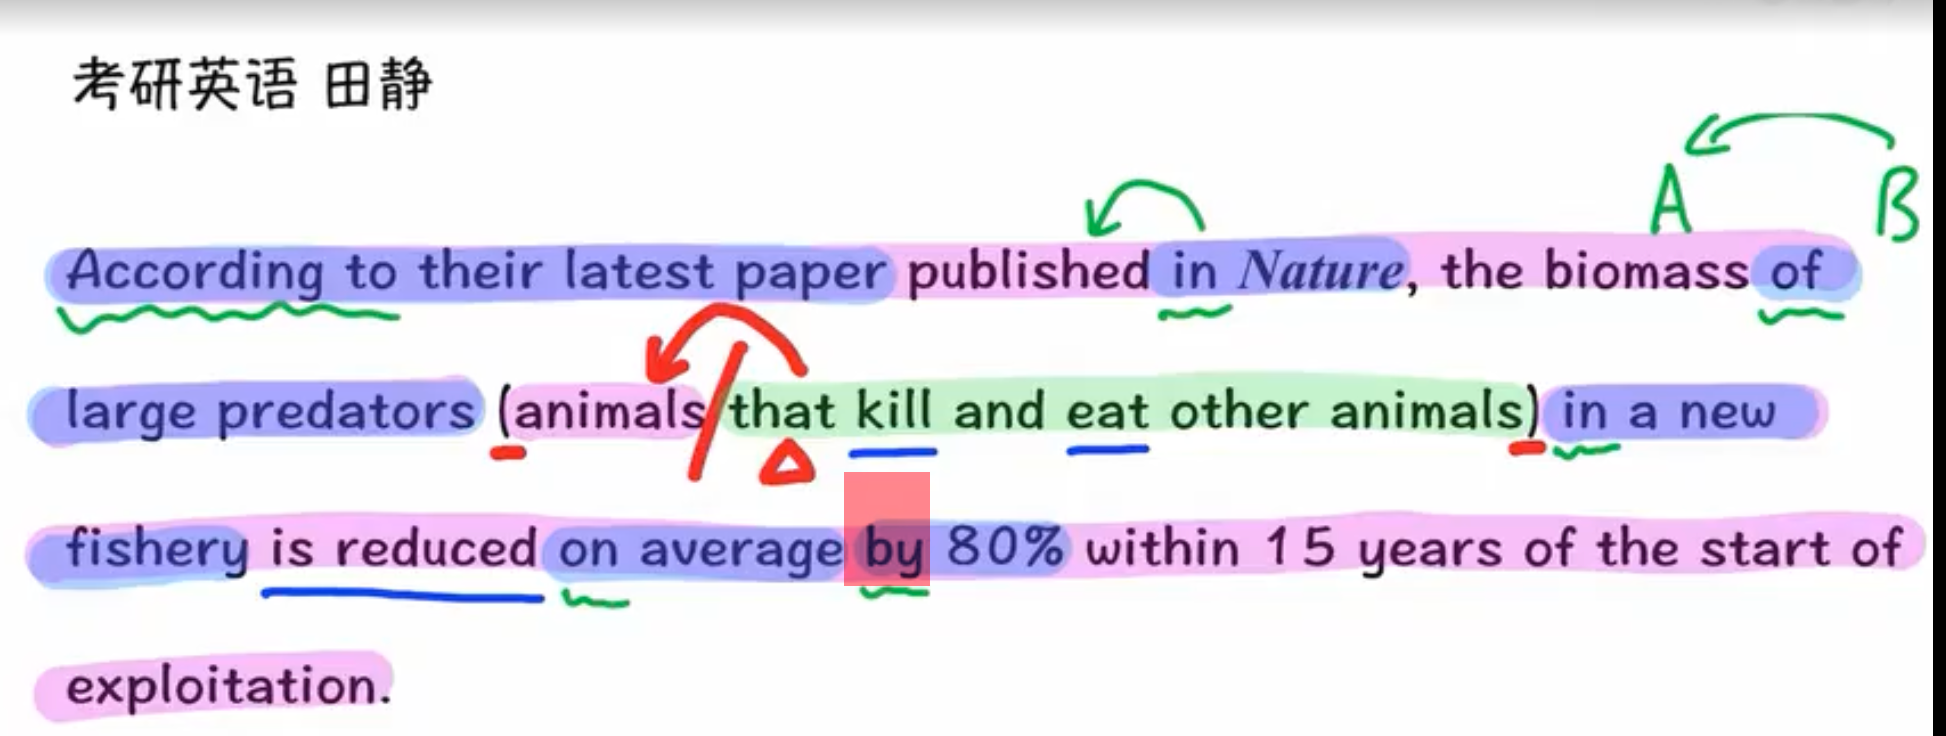 考研英语 田静
A B
According to their latest paper published in Nature, the biomass of
large predators (animals/that kill and eat other animals) in a new
fishery is reduced on average by 80% within 15 years of the start of
exploitation.